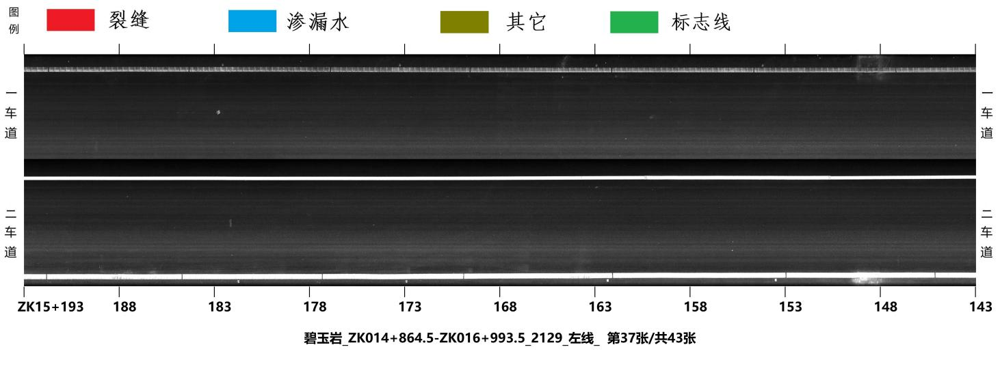 图例
裂缝 渗漏水 其它 标志线
一车道 一车道
二车道 二车道
ZK15+193 188 183 178 173 168 163 158 153 148 143
碧玉岩_ZK014+864.5-ZK016+993.5_2129_左线_ 第37张/共43张